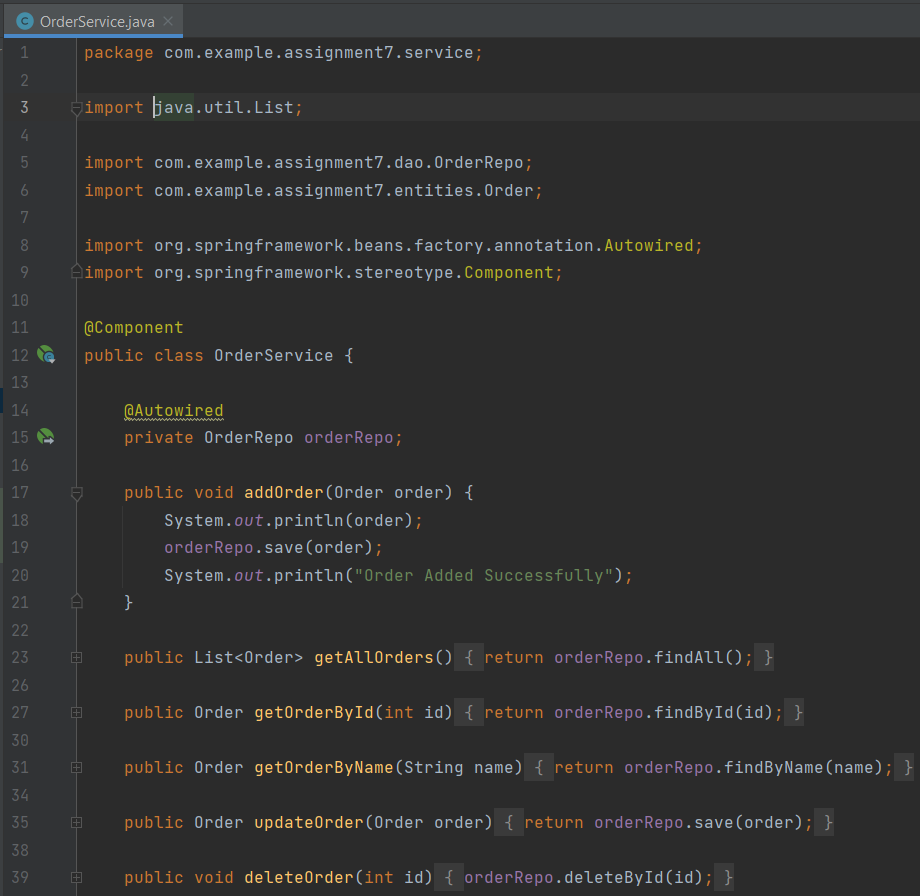 OrderService.java
1 package com.example.assignment7.service;
2
3 import java.util.List;
4
5 import com.example.assignment7.dao.OrderRepo;
6 import com.example.assignment7.entities.Order;
7
8 import org.springframework.beans.factory.annotation.Autowired;
9 import org.springframework.stereotype.Component;
10
11 @Component
12 public class OrderService {
13
14 @Autowired
15 private OrderRepo orderRepo;
16
17 public void addOrder(Order order) {
18 System.out.println(order);
19 orderRepo.save(order);
20 System.out.println("Order Added Successfully");
21 }
22
23 public List<Order> getAllOrders() { return orderRepo.findAll(); }
26
27 public Order getOrderById(int id) { return orderRepo.findById(id); }
30
31 public Order getOrderByName(String name) { return orderRepo.findByName(name); }
34
35 public Order updateOrder(Order order) { return orderRepo.save(order); }
38
39 public void deleteOrder(int id) { orderRepo.deleteById(id); }